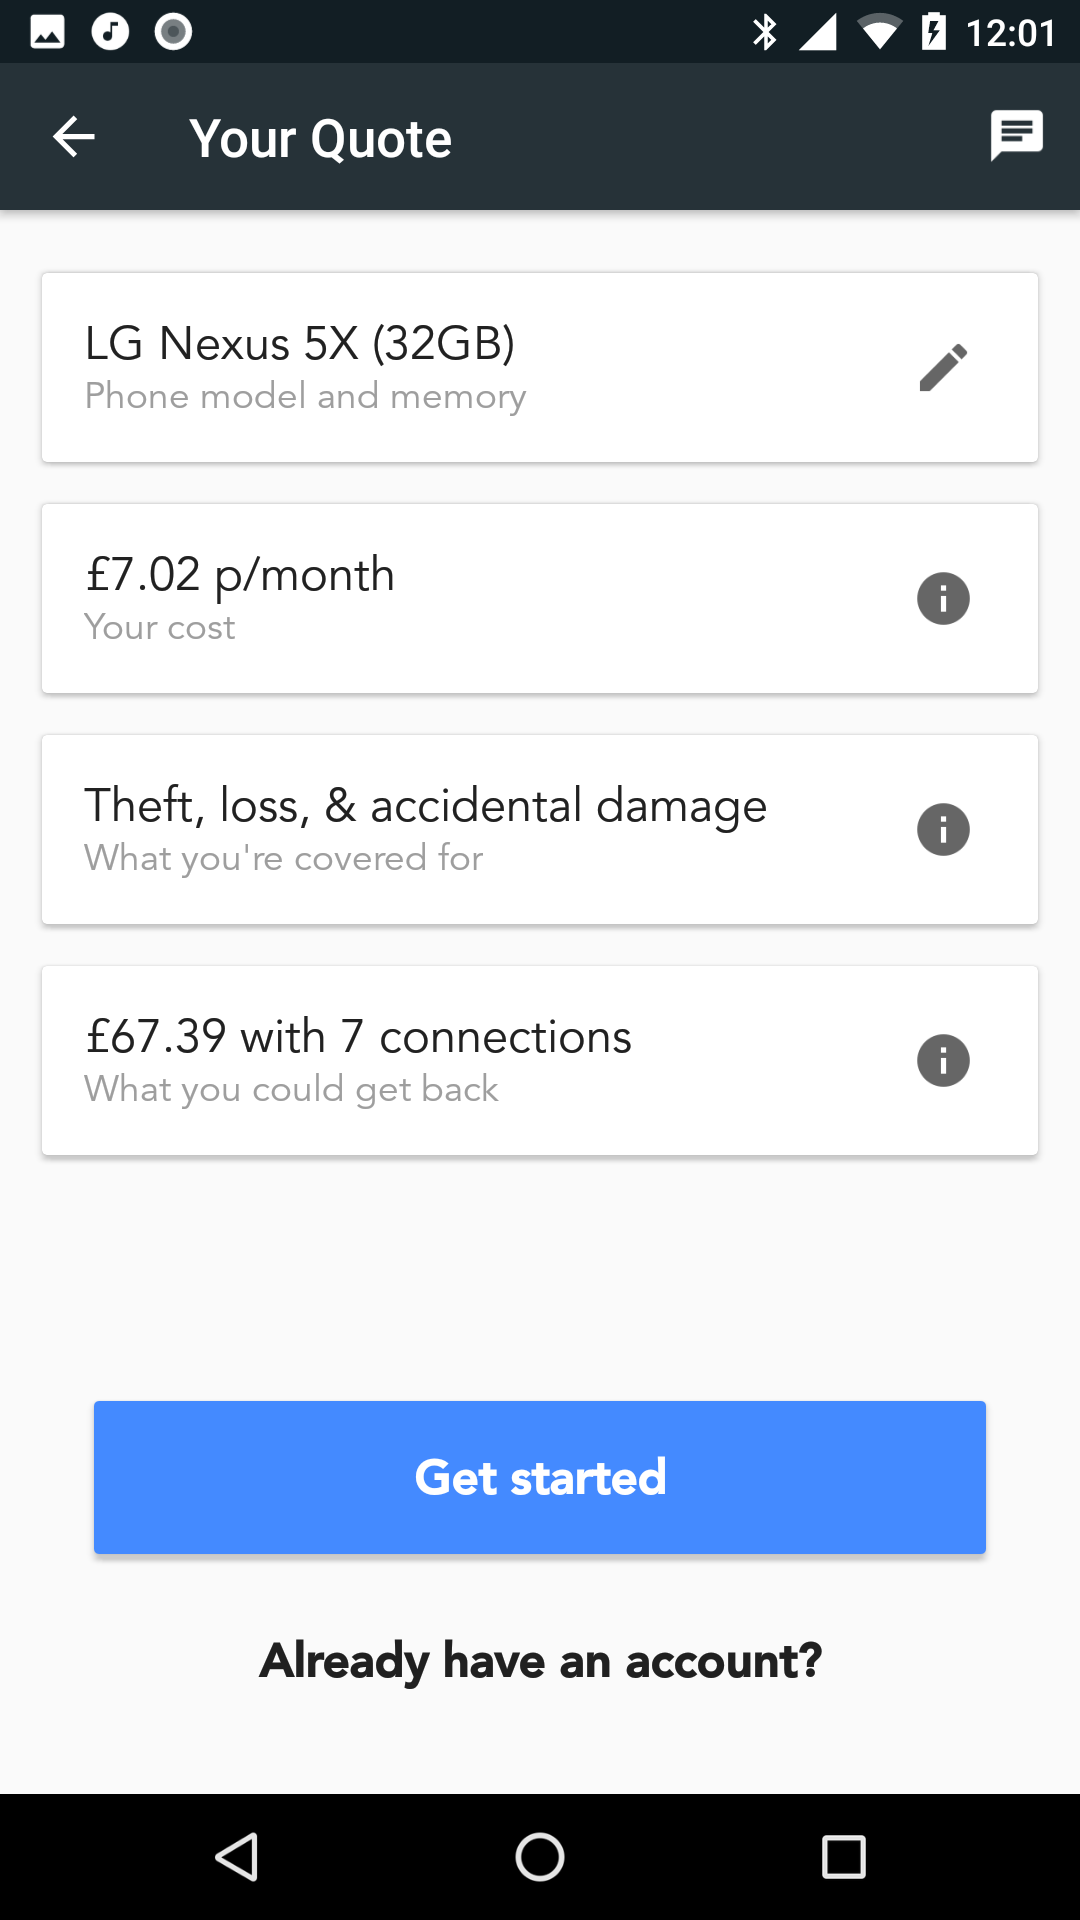 12:01
Your Quote
LG Nexus 5X (32GB)
Phone model and memory
£7.02 p/month
Your cost
Theft, loss, & accidental damage
What you're covered for
£67.39 with 7 connections
What you could get back
Get started
Already have an account?